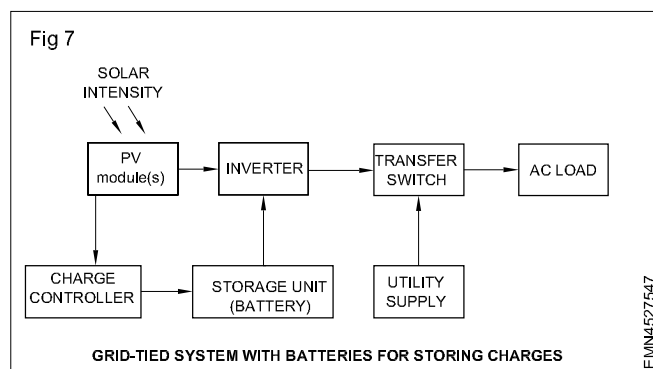 Fig 7
SOLAR
INTENSITY
PV
module(s)
INVERTER
TRANSFER
SWITCH
AC LOAD
CHARGE
CONTROLLER
STORAGE UNIT
(BATTERY)
UTILITY
SUPPLY
GRID-TIED SYSTEM WITH BATTERIES FOR STORING CHARGES
EMN4527547